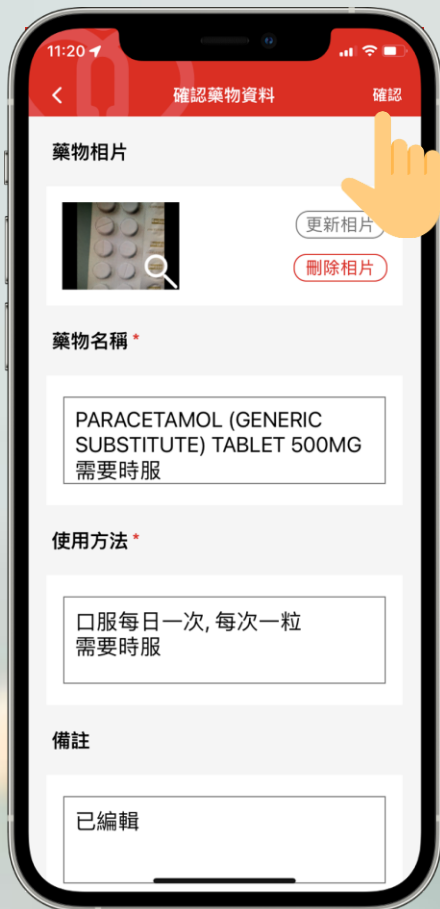 11:20
確認藥物資料
確認
藥物相片
更新相片
刪除相片
藥物名稱 *
PARACETAMOL (GENERIC
SUBSTITUTE) TABLET 500MG
需要時服
使用方法 *
口服每日一次, 每次一粒
需要時服
備註
已編輯